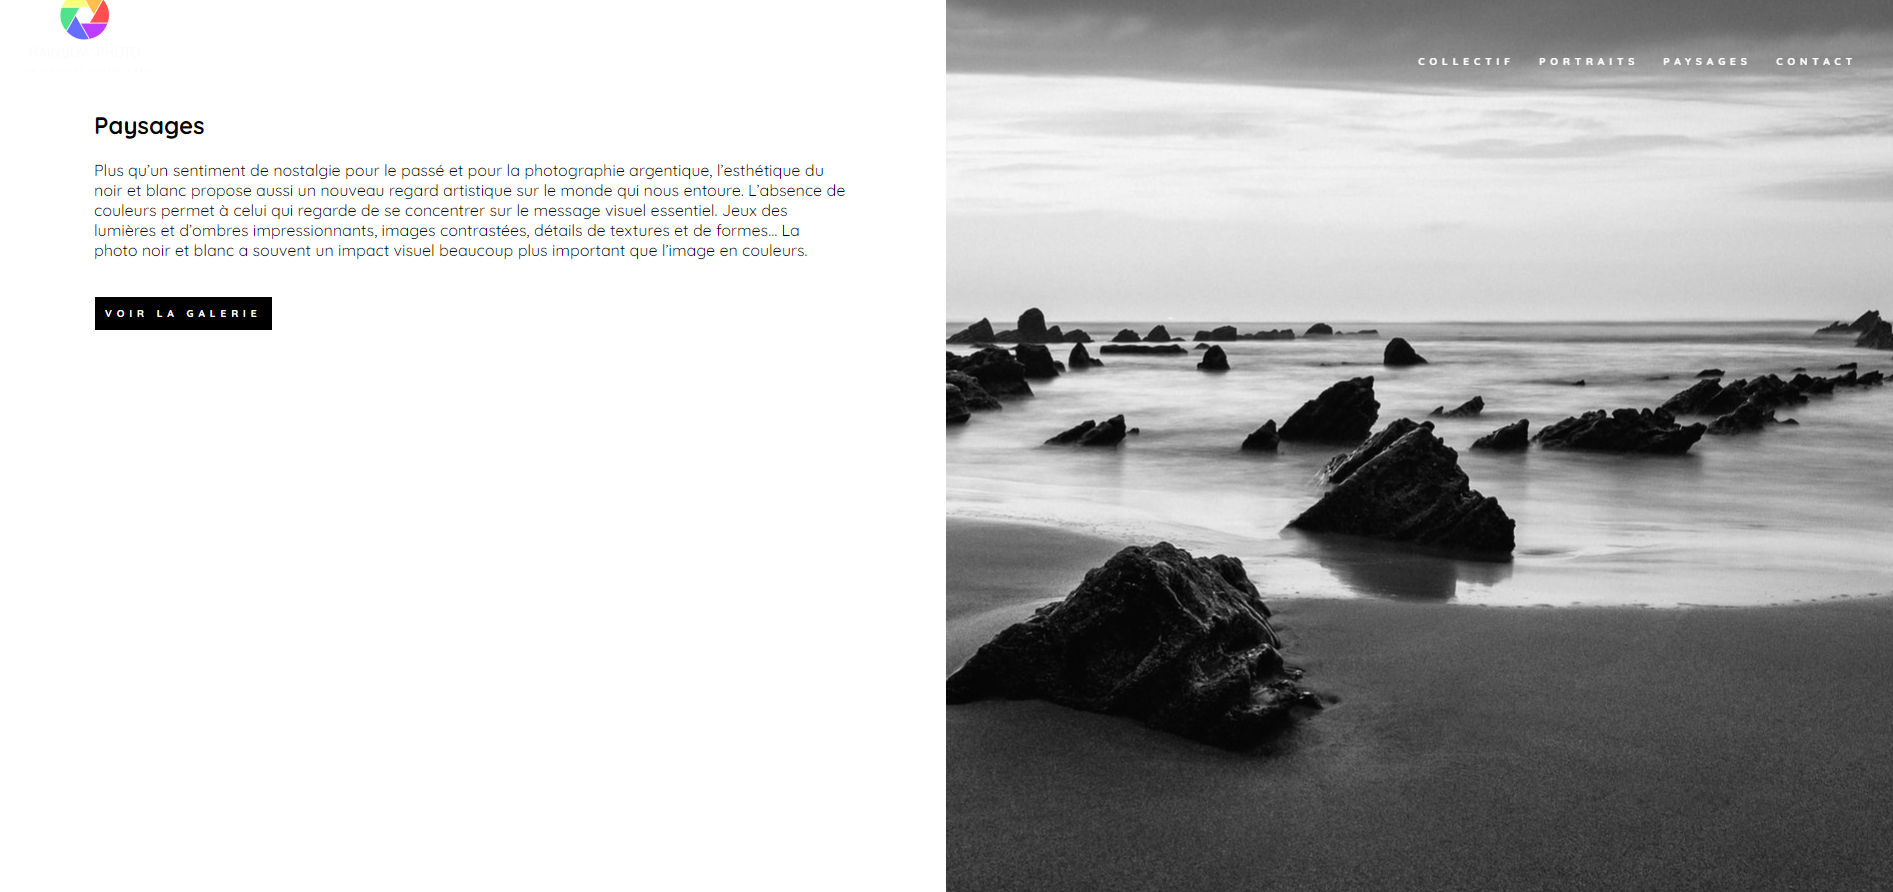 COLLECTIF PORTRAITS PAYSAGES CONTACT
Paysages
Plus qu’un sentiment de nostalgie pour le passé et pour la photographie argentique, l’esthétique du
noir et blanc propose aussi un nouveau regard artistique sur le monde qui nous entoure. L’absence de
couleurs permet à celui qui regarde de se concentrer sur le message visuel essentiel. Jeux des
lumières et d’ombres impressionnants, images contrastées, détails de textures et de formes... La
photo noir et blanc a souvent un impact visuel beaucoup plus important que l’image en couleurs.
VOIR LA GALERIE